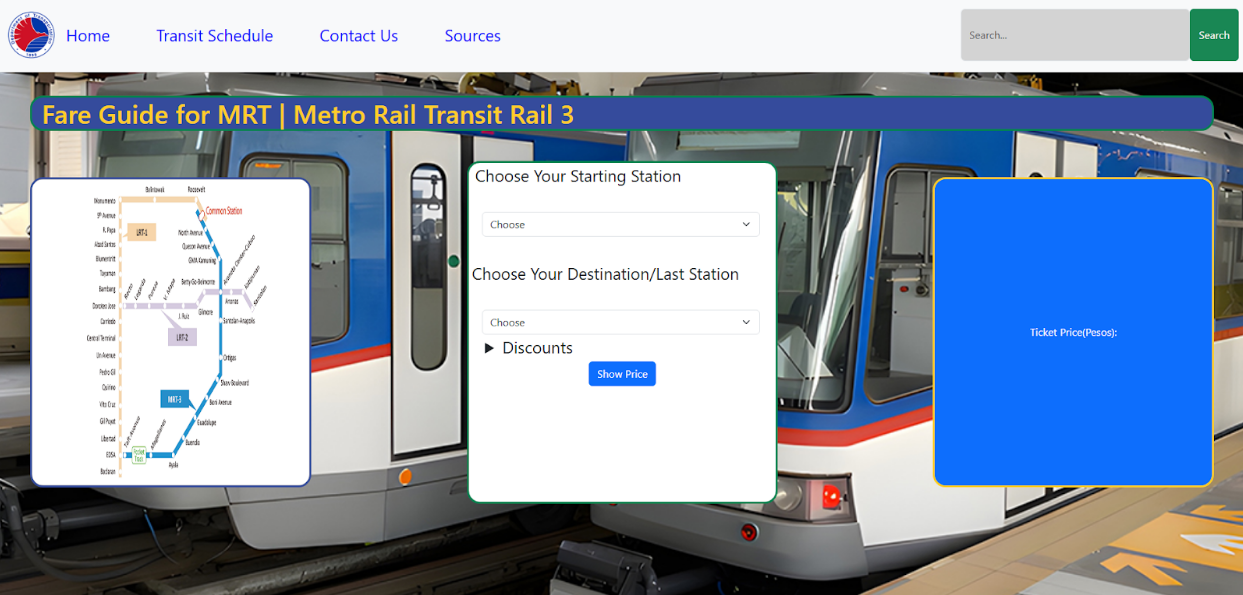 Home
Transit Schedule
Contact Us
Sources
Search...
Search
Fare Guide for MRT | Metro Rail Transit Rail 3
Balintawak
Roosevelt
Monumento
5th Avenue
R. Papa
Abad Santos
Blumentritt
Tayuman
Bambang
Doroteo Jose
Carriedo
Central Terminal
Un Avenue
Pedro Gil
Quirino
Vito Cruz
Gil Puyat
Libertad
EDSA
Baclaran
LRT-1
Common Station
North Avenue
Quezon Avenue
GMA Kamuning
Araneta Center-Cubao
Betty-Go-Belmonte
Anonas
Katipunan
Santolan
Recto
Legarda
Pureza
V. Mapa
J. Ruiz
Gilmore
LRT-2
Santolan-Anapolis
Ortigas
Shaw Boulevard
Boni Avenue
MRT-3
Guadalupe
Buendia
Ayala
Magallanes
Taft Avenue
Choose Your Starting Station
Choose
Choose Your Destination/Last Station
Choose
Discounts
Show Price
Ticket Price(Pesos):